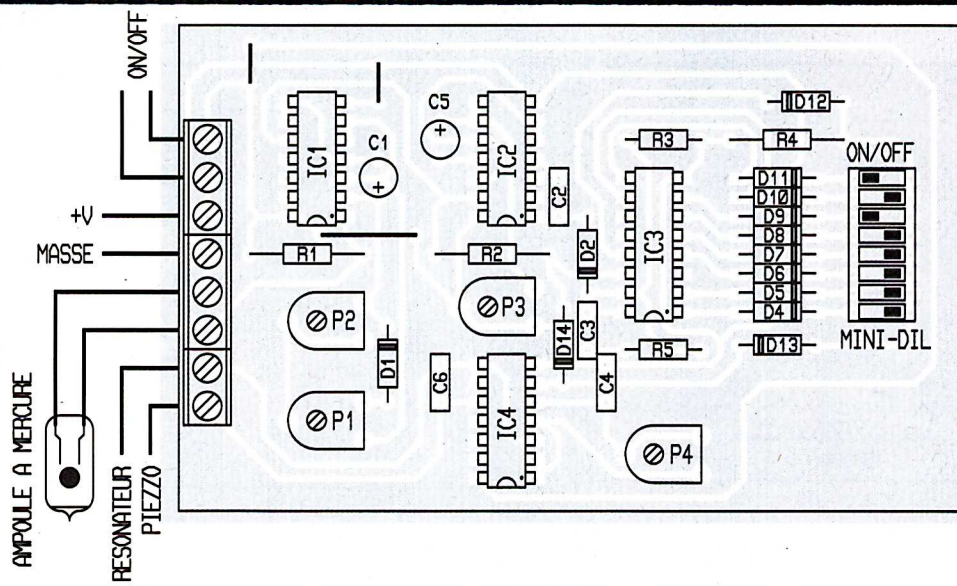 ON/OFF
+V
MASSE
AMPOULE A MERCURE
RESONATEUR
PIEZZO
IC1
C1
C5
IC2
C2
D12
R3
R4
ON/OFF
D11
D10
D9
D8
D7
D6
D5
D4
MINI-DIL
R1
R2
D2
IC3
P2
P3
D1
C6
D14
C3
C4
R5
D13
P1
IC4
P4